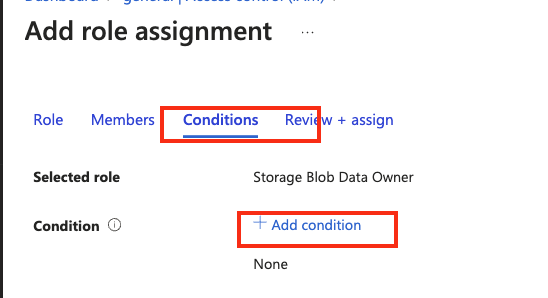 Dashboard > general | Access control (IAM) >
Add role assignment ...
Role Members Conditions Review + assign
Selected role Storage Blob Data Owner
Condition + Add condition
None